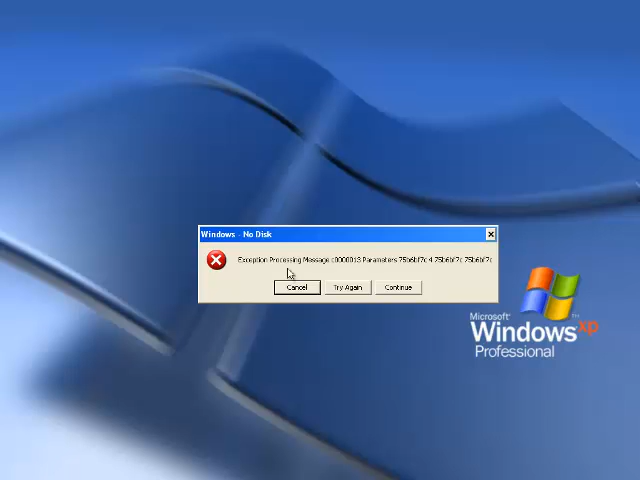 Windows - No Disk
Exception Processing Message c0000013 Parameters 75b6bf7c 4 75b6bf7c 75b6bf7c
Cancel
Try Again
Continue
Microsoft
Windows xp
Professional